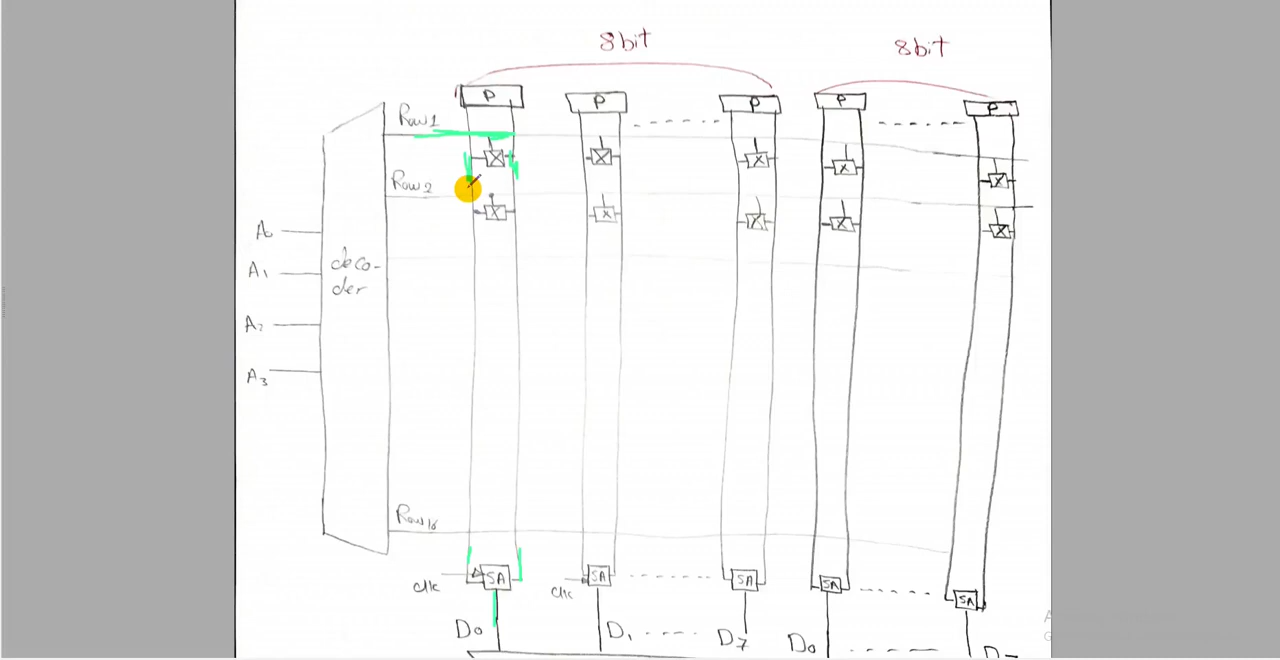 8bit
8bit
P
P
P
P
P
Row1
X
X
X
X
X
Row2
X
X
X
X
X
A0
A1
deco-
der
A2
A3
Row16
clk
SA
clk
SA
SA
SA
SA
D0
D1
D7
D0